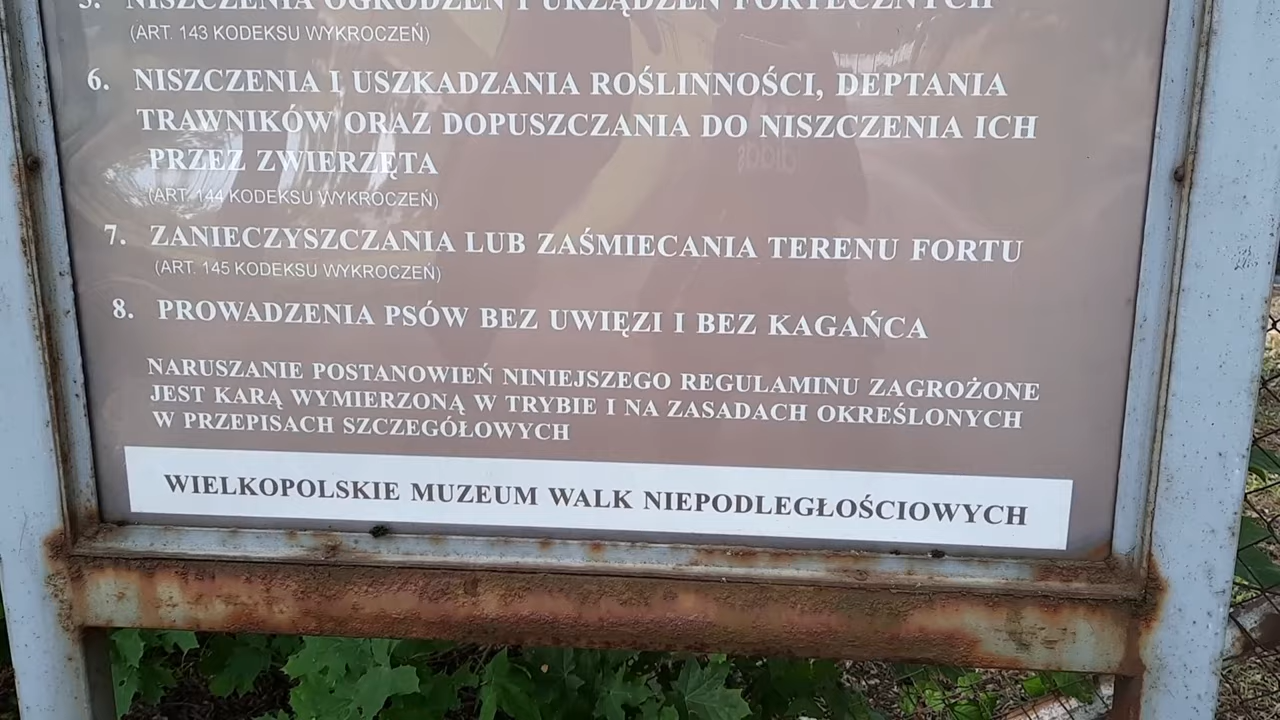 5. NISZCZENIA OGRODZEŃ I URZĄDZEŃ FORTECZNYCH
(ART. 143 KODEKSU WYKROCZEŃ)
6. NISZCZENIA I USZKADZANIA ROŚLINNOŚCI, DEPTANIA
TRAWNIKÓW ORAZ DOPUSZCZANIA DO NISZCZENIA ICH
PRZEZ ZWIERZĘTA
(ART. 144 KODEKSU WYKROCZEŃ)
7. ZANIECZYSZCZANIA LUB ZAŚMIECANIA TERENU FORTU
(ART. 145 KODEKSU WYKROCZEŃ)
8. PROWADZENIA PSÓW BEZ UWIĘZI I BEZ KAGAŃCA
NARUSZANIE POSTANOWIEŃ NINIEJSZEGO REGULAMINU ZAGROŻONE
JEST KARĄ WYMIERZONĄ W TRYBIE I NA ZASADACH OKREŚLONYCH
W PRZEPISACH SZCZEGÓŁOWYCH
WIELKOPOLSKIE MUZEUM WALK NIEPODLEGŁOŚCIOWYCH